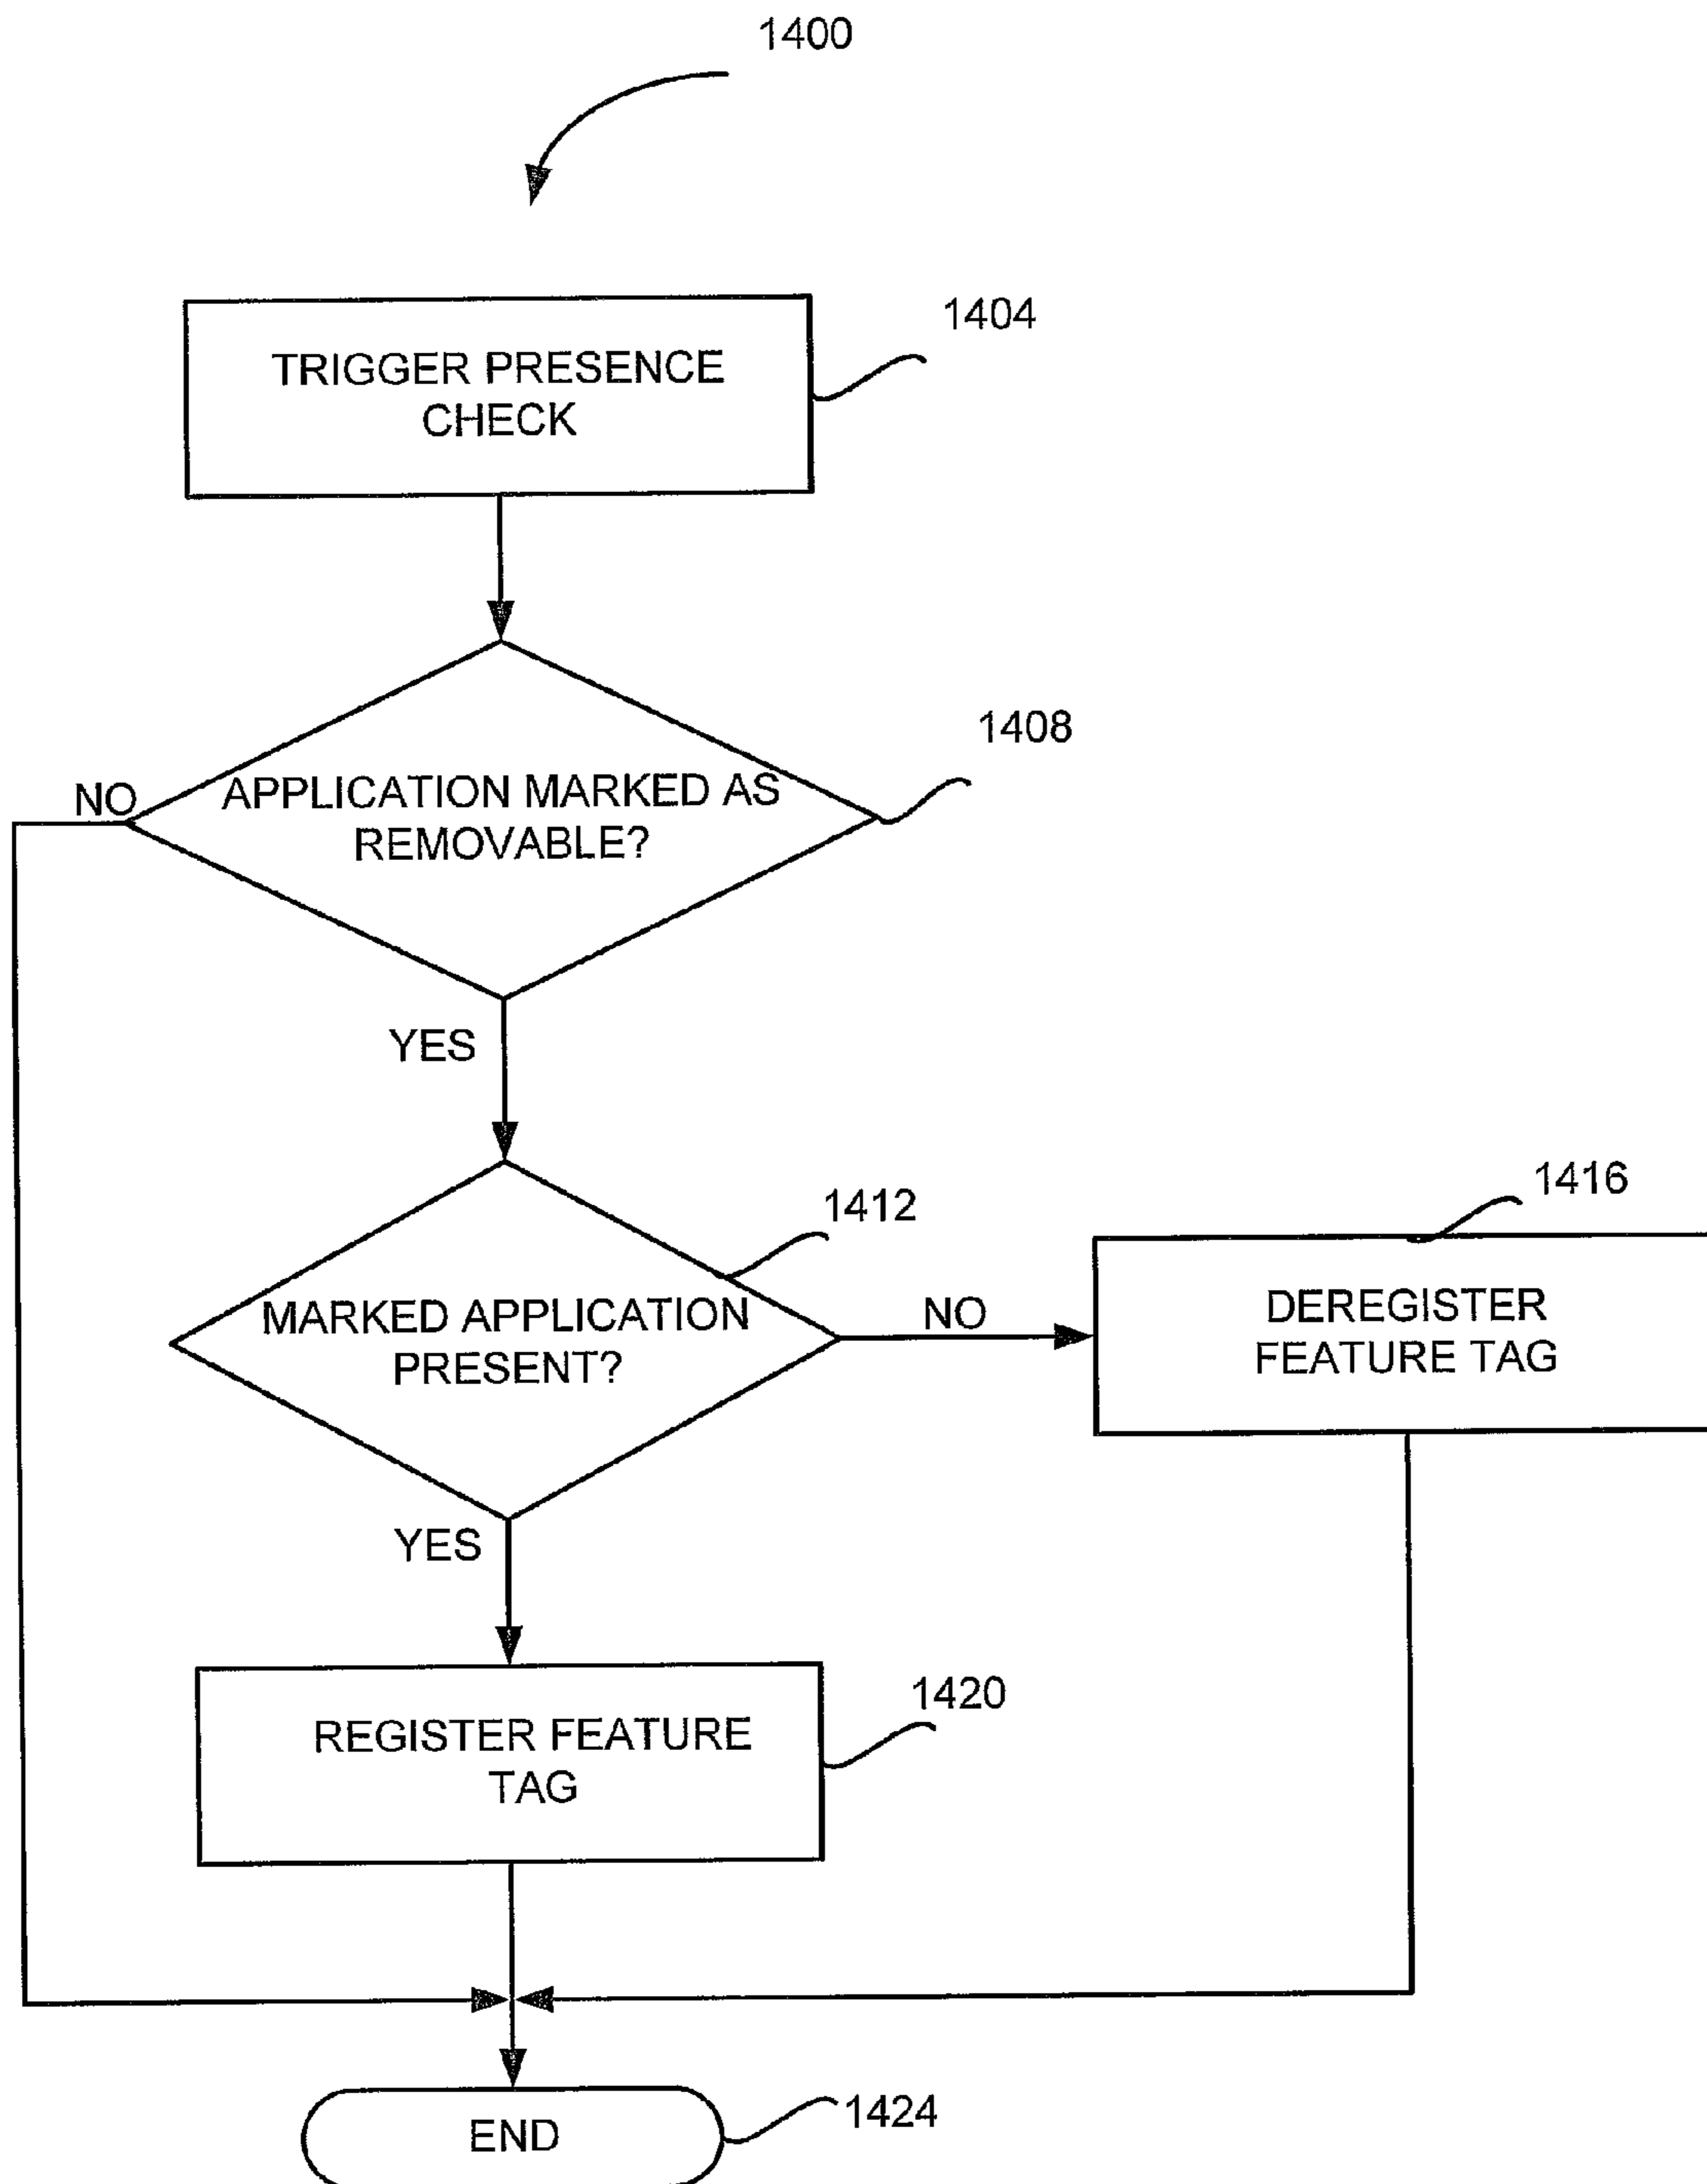 1400
1404
TRIGGER PRESENCE
CHECK
1408
NO
APPLICATION MARKED AS
REMOVABLE?
YES
1412
1416
MARKED APPLICATION
PRESENT?
NO
DEREGISTER
FEATURE TAG
YES
1420
REGISTER FEATURE
TAG
END
1424